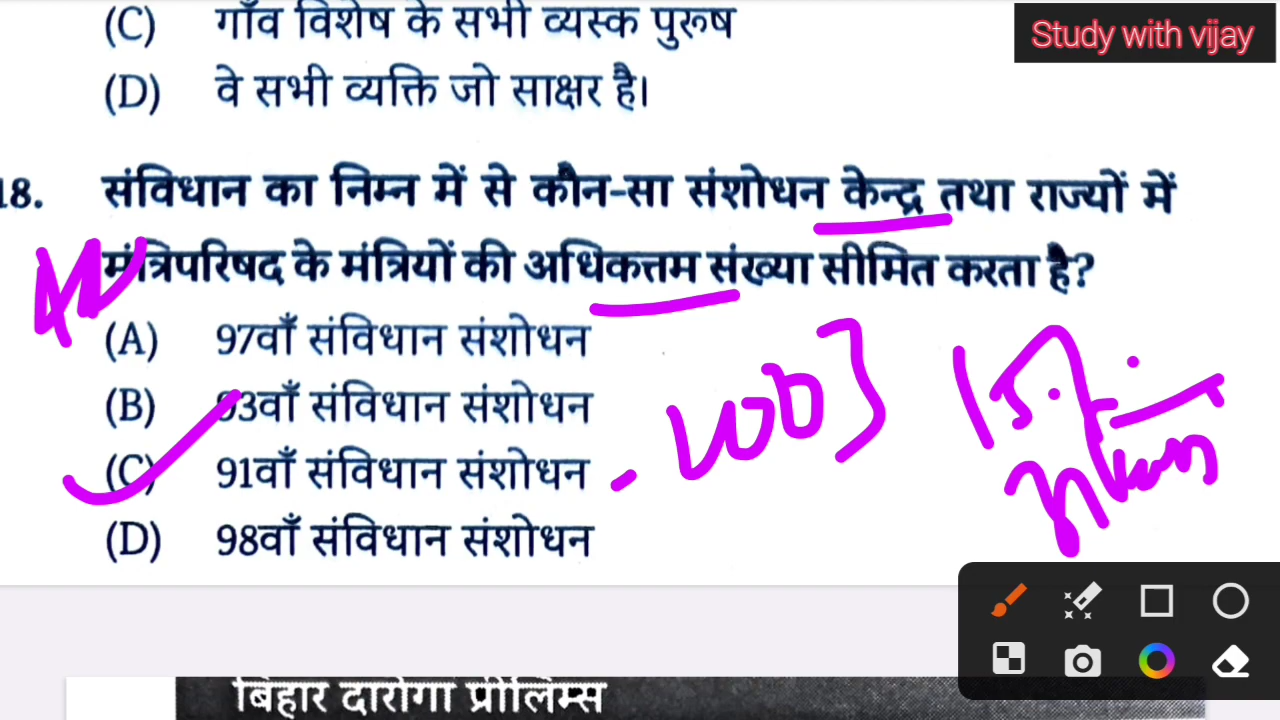 (C) गाँव विशेष के सभी व्यस्क पुरूष
Study with vijay
(D) वे सभी व्यक्ति जो साक्षर है।
18. संविधान का निम्न में से कौन-सा संशोधन केन्द्र तथा राज्यों में
मंत्रिपरिषद के मंत्रियों की अधिकत्तम संख्या सीमित करता है?
(A) 97वाँ संविधान संशोधन
(B) 93वाँ संविधान संशोधन
(C) 91वाँ संविधान संशोधन - 2003
(D) 98वाँ संविधान संशोधन
बिहार दारोगा प्रीलिम्स